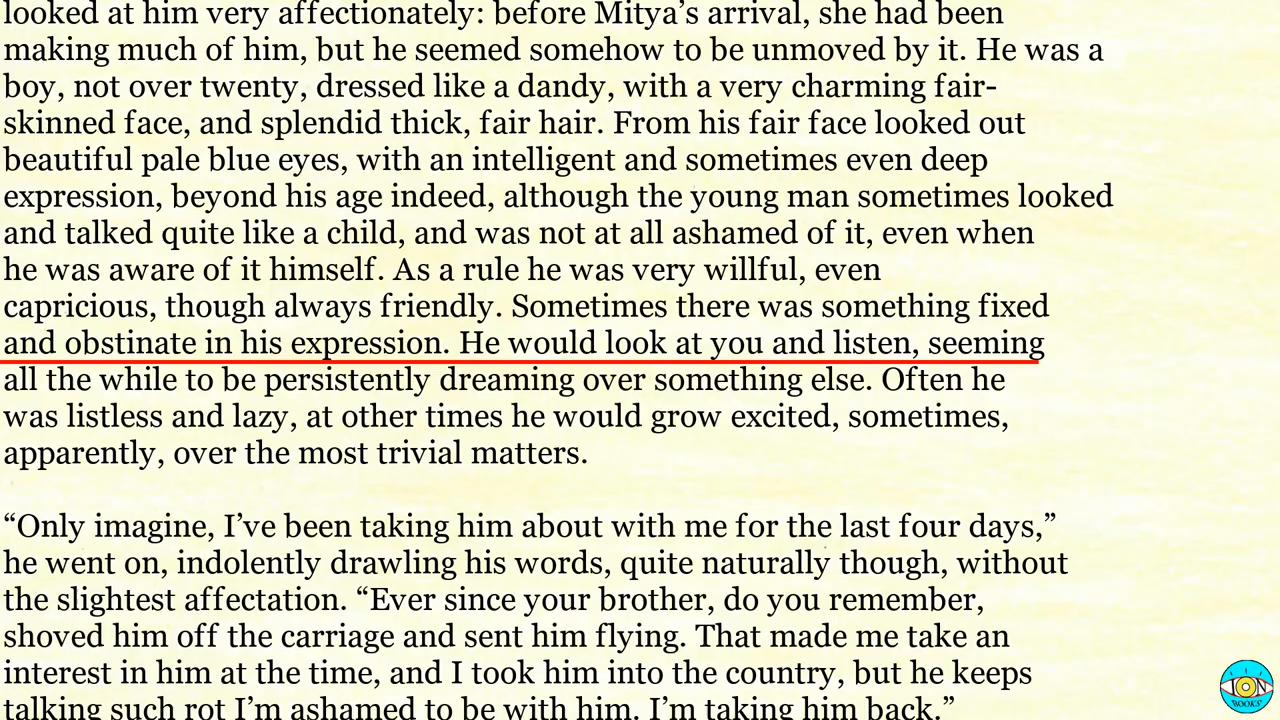 looked at him very affectionately: before Mitya’s arrival, she had been
making much of him, but he seemed somehow to be unmoved by it. He was a
boy, not over twenty, dressed like a dandy, with a very charming fair-
skinned face, and splendid thick, fair hair. From his fair face looked out
beautiful pale blue eyes, with an intelligent and sometimes even deep
expression, beyond his age indeed, although the young man sometimes looked
and talked quite like a child, and was not at all ashamed of it, even when
he was aware of it himself. As a rule he was very willful, even
capricious, though always friendly. Sometimes there was something fixed
and obstinate in his expression. He would look at you and listen, seeming
all the while to be persistently dreaming over something else. Often he
was listless and lazy, at other times he would grow excited, sometimes,
apparently, over the most trivial matters.
“Only imagine, I’ve been taking him about with me for the last four days,”
he went on, indolently drawling his words, quite naturally though, without
the slightest affectation. “Ever since your brother, do you remember,
shoved him off the carriage and sent him flying. That made me take an
interest in him at the time, and I took him into the country, but he keeps
talking such rot I’m ashamed to be with him. I’m taking him back.”
ION
BOOKS